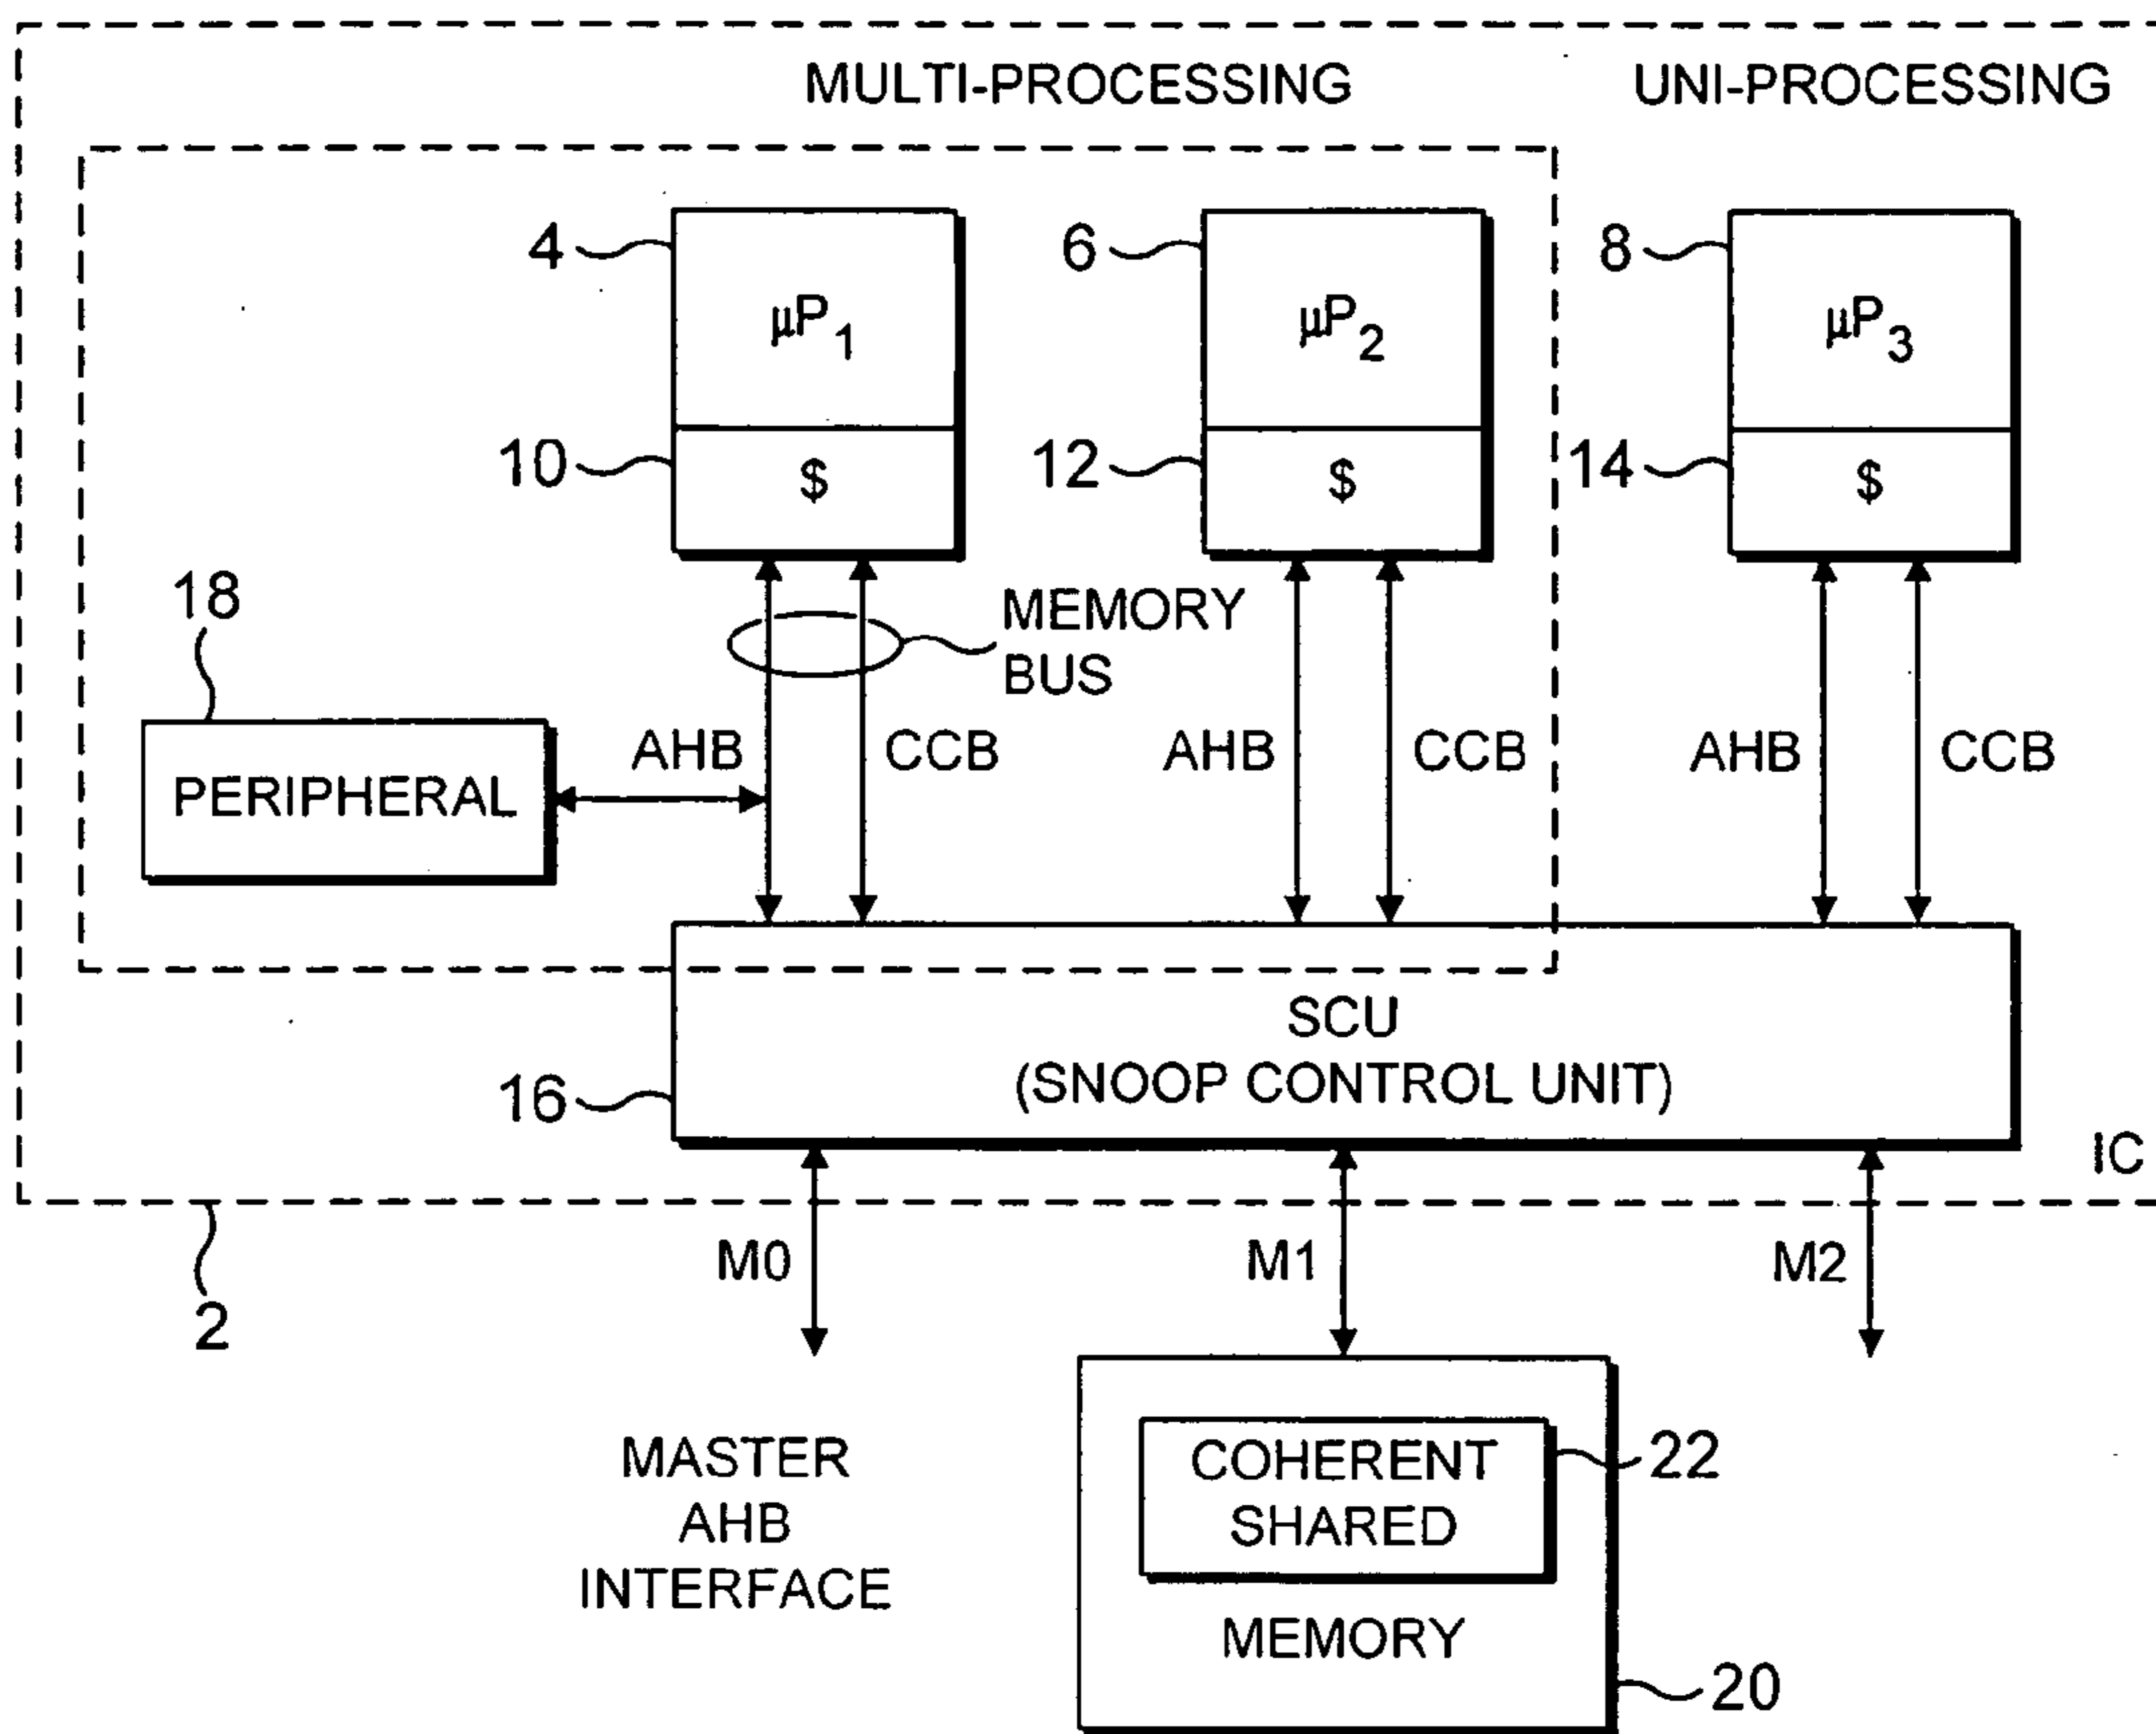 MULTI-PROCESSING
UNI-PROCESSING
4
6
8
µP1
µP2
µP3
10
12
14
$
$
$
18
MEMORY
BUS
PERIPHERAL
AHB
CCB
AHB
CCB
AHB
CCB
SCU
(SNOOP CONTROL UNIT)
16
IC
2
M0
M1
M2
MASTER
AHB
INTERFACE
COHERENT
SHARED
22
MEMORY
20